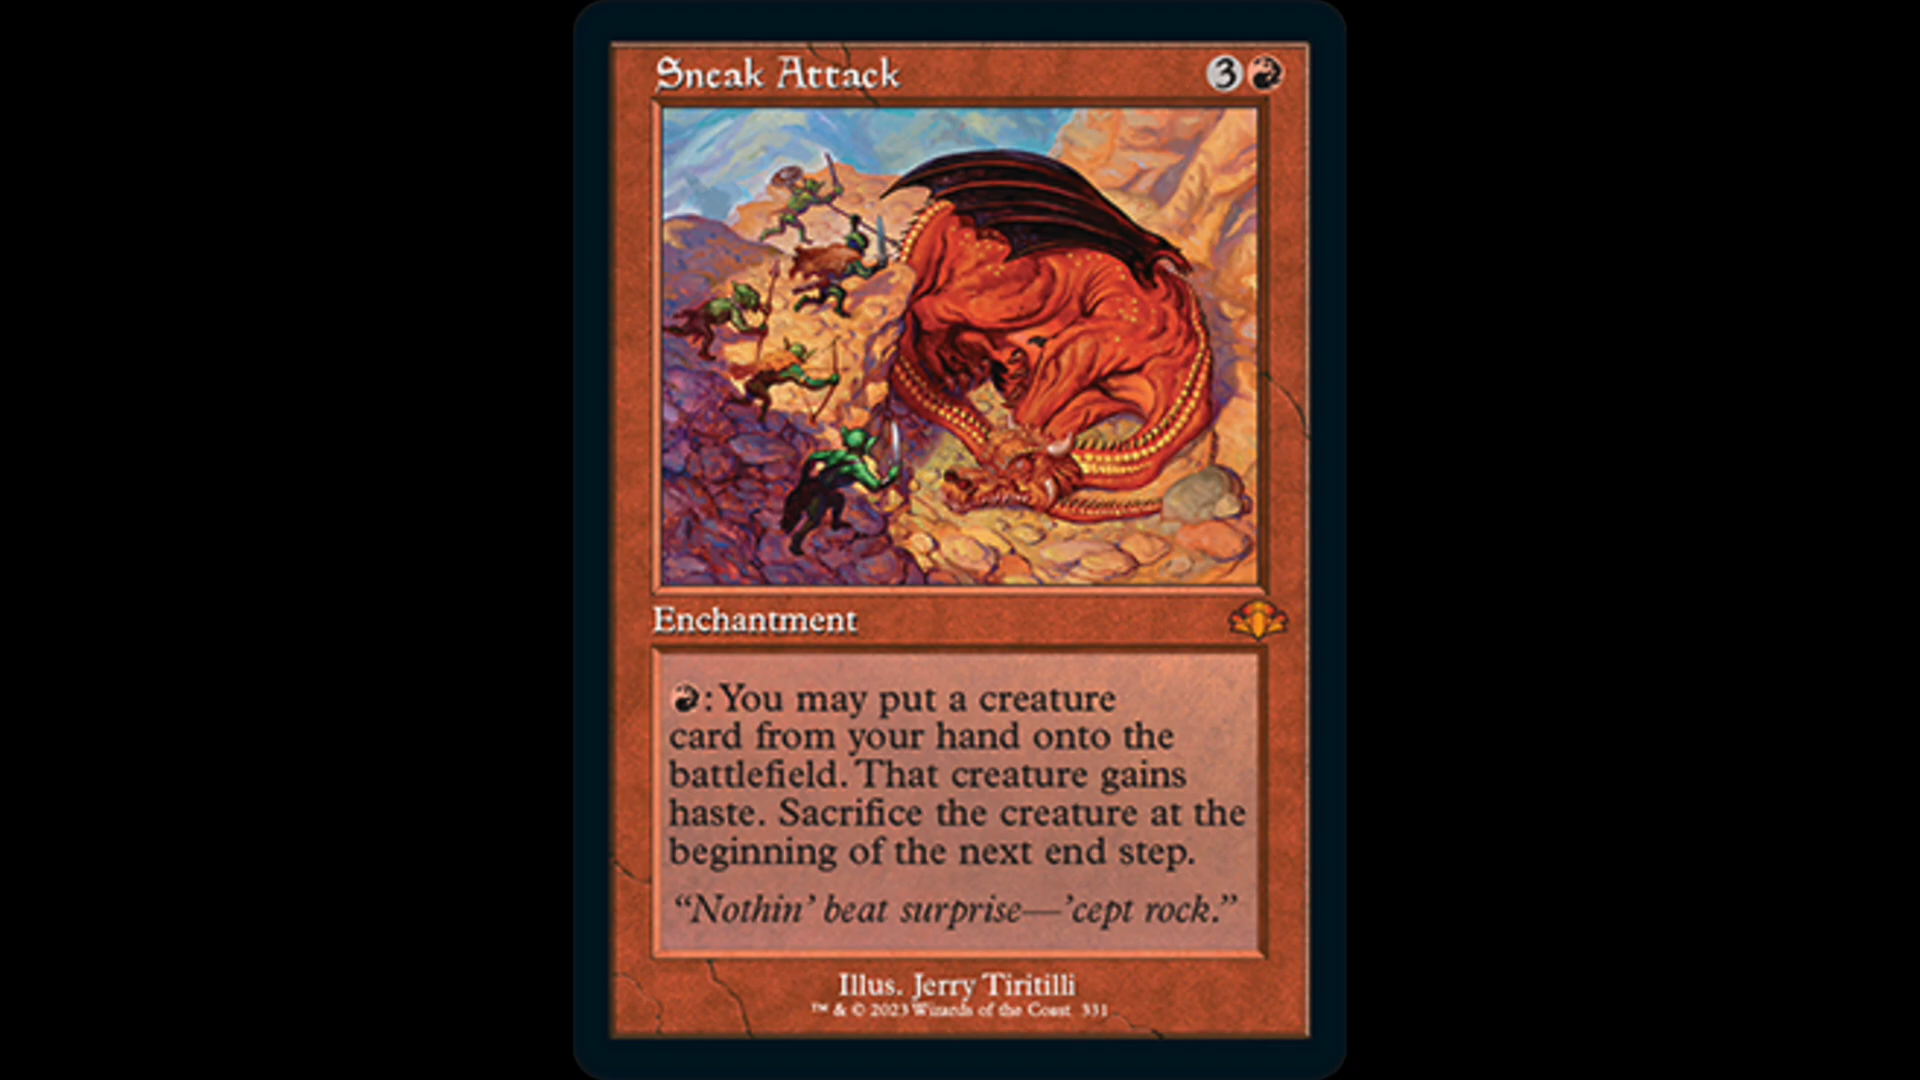 Sneak Attack 3
Enchantment
:You may put a creature
card from your hand onto the
battlefield. That creature gains
haste. Sacrifice the creature at the
beginning of the next end step.
“Nothin’ beat surprise—’cept rock.”
Illus. Jerry Tiritilli
™ & © 2023 Wizards of the Coast 331